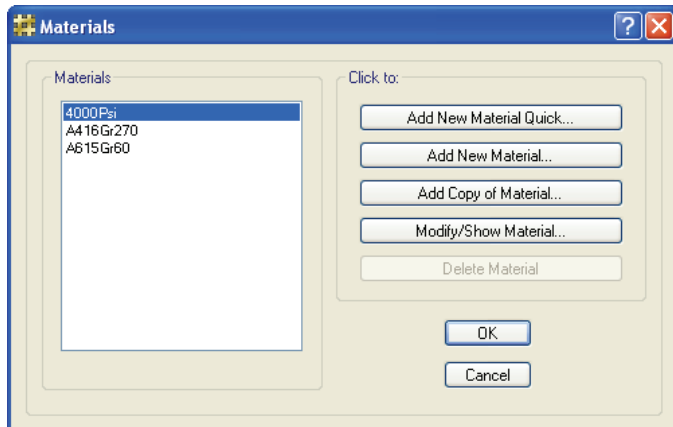 Materials
Materials
4000Psi
A416Gr270
A615Gr60
Click to:
Add New Material Quick...
Add New Material...
Add Copy of Material...
Modify/Show Material...
Delete Material
OK
Cancel